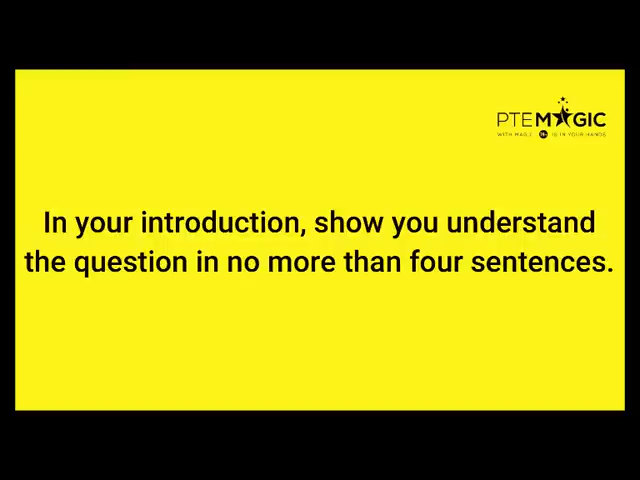 PTEMAGIC
In your introduction, show you understand
the question in no more than four sentences.